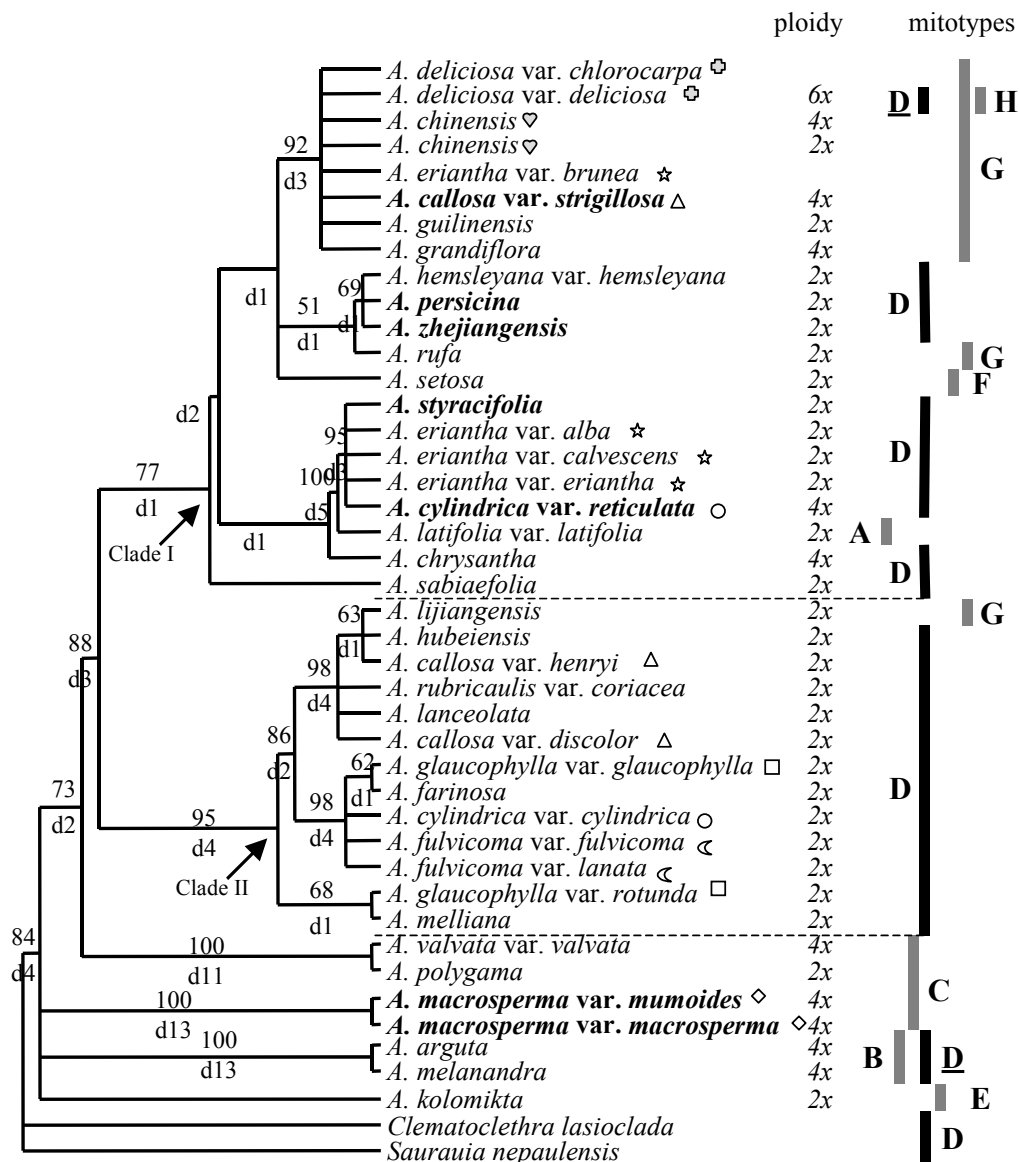 ploidy mitotypes
A. deliciosa var. chlorocarpa
A. deliciosa var. deliciosa 6x D H
A. chinensis 4x
92 A. chinensis 2x
d3 A. eriantha var. brunea G
A. callosa var. strigillosa 4x
A. guilinensis 2x
A. grandiflora 4x
d1 A. hemsleyana var. hemsleyana 2x
51 69 A. persicina 2x D
d1 d1 A. zhejiangensis 2x
A. rufa 2x G
A. setosa 2x F
d2 A. styracifolia 2x
95 A. eriantha var. alba 2x
d3 A. eriantha var. calvescens 2x D
77 100 A. eriantha var. eriantha 2x
d1 d5 A. cylindrica var. reticulata 4x
Clade I d1 A. latifolia var. latifolia 2x A
A. chrysantha 4x D
A. sabiaefolia 2x
63 A. lijiangensis 2x G
88 d1 A. hubeiensis 2x
d3 98 A. callosa var. henryi 2x
d4 A. rubricaulis var. coriacea 2x
A. lanceolata 2x
86 A. callosa var. discolor 2x
d2 62 A. glaucophylla var. glaucophylla 2x
73 d1 A. farinosa 2x D
d2 95 98 A. cylindrica var. cylindrica 2x
d4 d4 A. fulvicoma var. fulvicoma 2x
Clade II A. fulvicoma var. lanata 2x
68 A. glaucophylla var. rotunda 2x
d1 A. melliana 2x
84 100 A. valvata var. valvata 4x
d4 d11 A. polygama 2x C
100 A. macrosperma var. mumoides 4x
d13 A. macrosperma var. macrosperma 4x
100 A. arguta 4x B D
d13 A. melanandra 4x
A. kolomikta 2x E
Clematoclethra lasioclada D
Saurauia nepaulensis